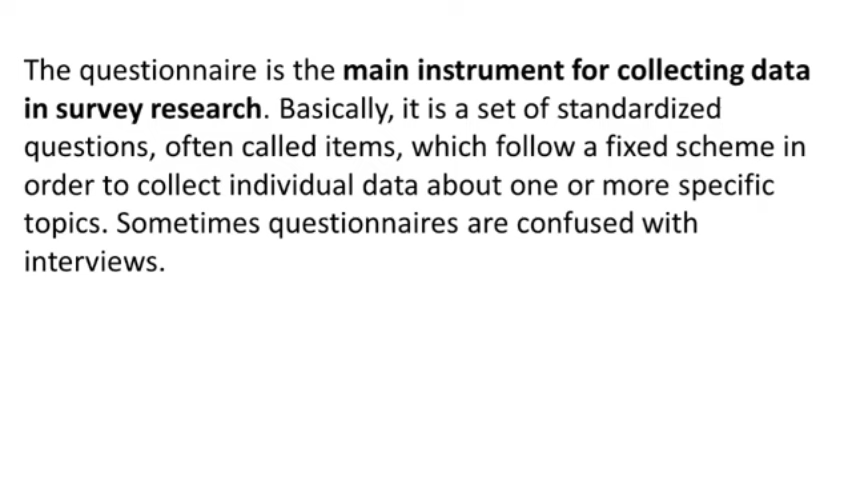 The questionnaire is the main instrument for collecting data
in survey research. Basically, it is a set of standardized
questions, often called items, which follow a fixed scheme in
order to collect individual data about one or more specific
topics. Sometimes questionnaires are confused with
interviews.